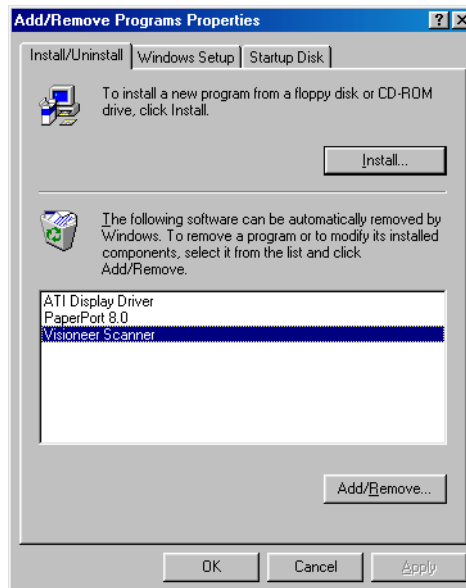 Add/Remove Programs Properties
Install/Uninstall Windows Setup Startup Disk
To install a new program from a floppy disk or CD-ROM
drive, click Install.
Install...
The following software can be automatically removed by
Windows. To remove a program or to modify its installed
components, select it from the list and click
Add/Remove.
ATI Display Driver
PaperPort 8.0
Visioneer Scanner
Add/Remove...
OK Cancel Apply